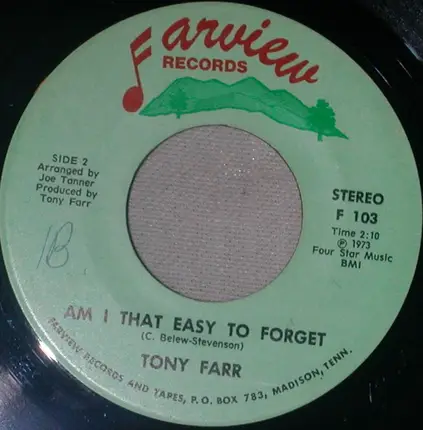 Farview
RECORDS
SIDE 2
Arranged by
Joe Tanner
Produced by
Tony Farr
STEREO
F 103
Time 2:10
℗ 1973
Four Star Music
BMI
18
AM I THAT EASY TO FORGET
(C. Belew-Stevenson)
TONY FARR
FARVIEW RECORDS AND TAPES, P.O. BOX 783, MADISON, TENN.